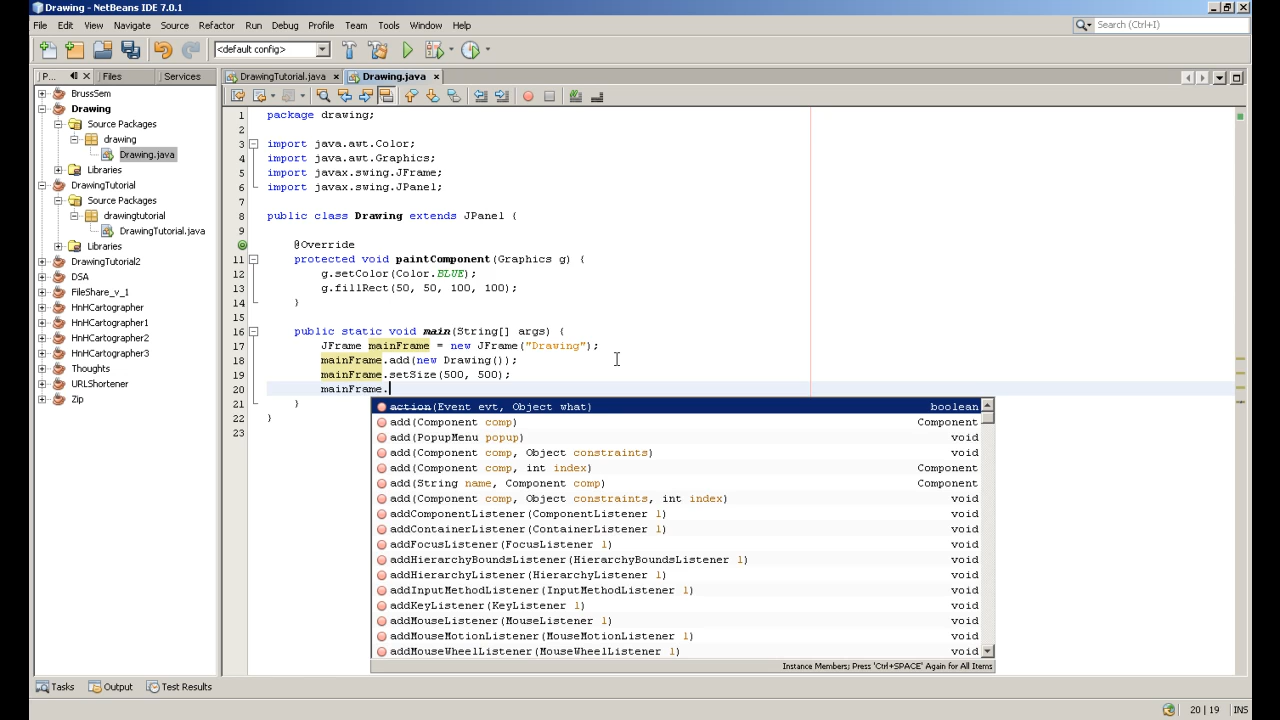 Drawing - NetBeans IDE 7.0.1
File Edit View Navigate Source Refactor Run Debug Profile Team Tools Window Help
Search (Ctrl+I)
<default config>
P... Files Services
DrawingTutorial.java Drawing.java
BrussSem
Drawing
Source Packages
drawing
Drawing.java
Libraries
DrawingTutorial
Source Packages
drawingtutorial
DrawingTutorial.java
Libraries
DrawingTutorial2
DSA
FileShare_v_1
HnHCartographer
HnHCartographer1
HnHCartographer2
HnHCartographer3
Thoughts
URLShortener
Zip
1 package drawing;
2
3 import java.awt.Color;
4 import java.awt.Graphics;
5 import javax.swing.JFrame;
6 import javax.swing.JPanel;
7
8 public class Drawing extends JPanel {
9
@Override
11 protected void paintComponent(Graphics g) {
12 g.setColor(Color.BLUE);
13 g.fillRect(50, 50, 100, 100);
14 }
15
16 public static void main(String[] args) {
17 JFrame mainFrame = new JFrame("Drawing");
18 mainFrame.add(new Drawing());
19 mainFrame.setSize(500, 500);
20 mainFrame.
21 }
22 }
23
action(Event evt, Object what) boolean
add(Component comp) Component
add(PopupMenu popup) void
add(Component comp, Object constraints) void
add(Component comp, int index) Component
add(String name, Component comp) Component
add(Component comp, Object constraints, int index) void
addComponentListener(ComponentListener l) void
addContainerListener(ContainerListener l) void
addFocusListener(FocusListener l) void
addHierarchyBoundsListener(HierarchyBoundsListener l) void
addHierarchyListener(HierarchyListener l) void
addInputMethodListener(InputMethodListener l) void
addKeyListener(KeyListener l) void
addMouseListener(MouseListener l) void
addMouseMotionListener(MouseMotionListener l) void
addMouseWheelListener(MouseWheelListener l) void
Instance Members; Press 'Ctrl+SPACE' Again for All Items
Tasks Output Test Results
20 | 19 INS